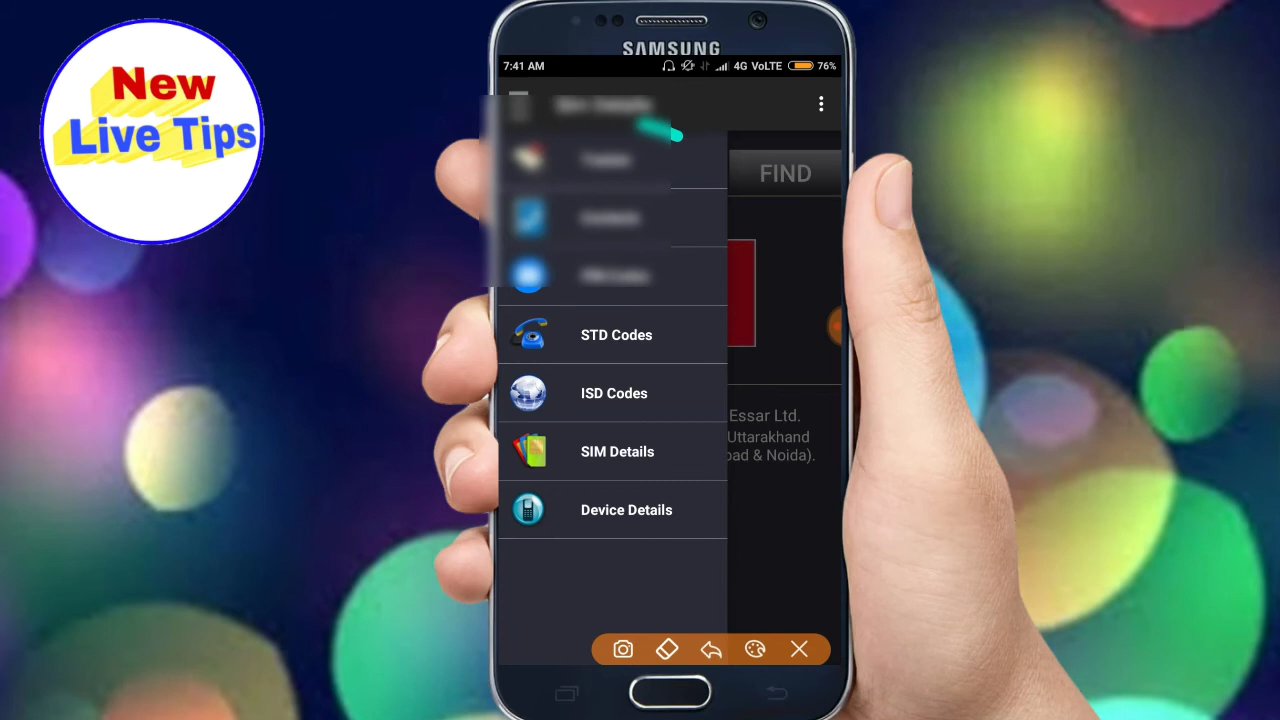 New
Live Tips
SAMSUNG
7:41 AM
4G VoLTE
76%
FIND
STD Codes
ISD Codes
SIM Details
Device Details
Essar Ltd.
Uttarakhand
ad & Noida).